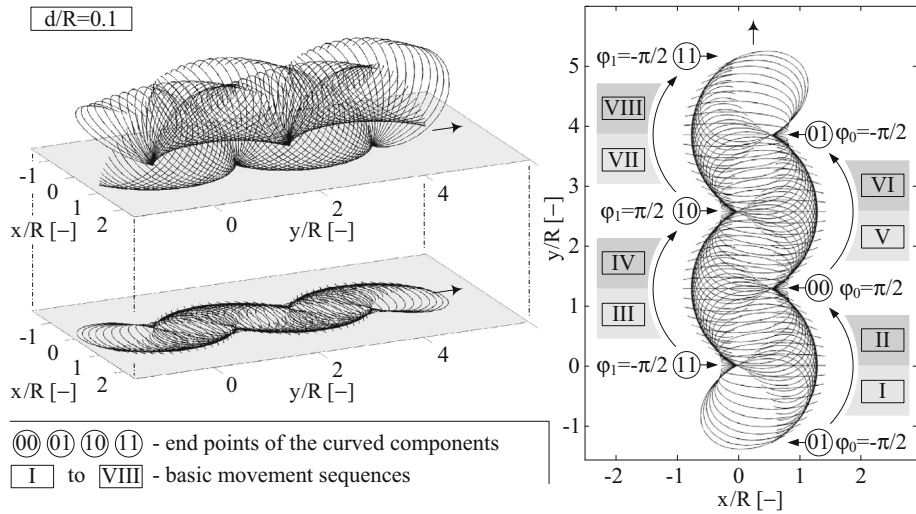 d/R=0.1
-1
0
1
2
x/R [–]
0
2
4
y/R [–]
-1
0
1
2
x/R [–]
0
2
4
y/R [–]
00 01 10 11 - end points of the curved components
I to VIII - basic movement sequences
5
4
3
2
1
0
-1
y/R [–]
-2 -1 0 1 2
x/R [–]
φ₁=-π/2 11
VIII
VII
01 φ₀=-π/2
φ₁=π/2 10
VI
V
IV
III
00 φ₀=π/2
φ₁=-π/2 11
II
I
01 φ₀=-π/2